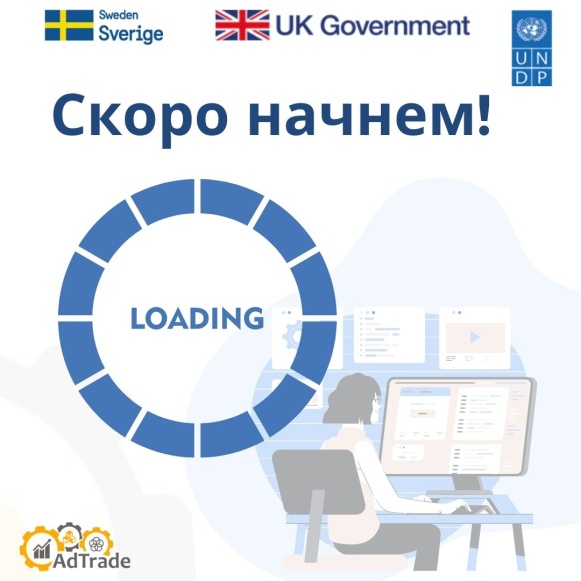 Sweden
Sverige
UK Government
U N
D P
Скоро начнем!
LOADING
AdTrade